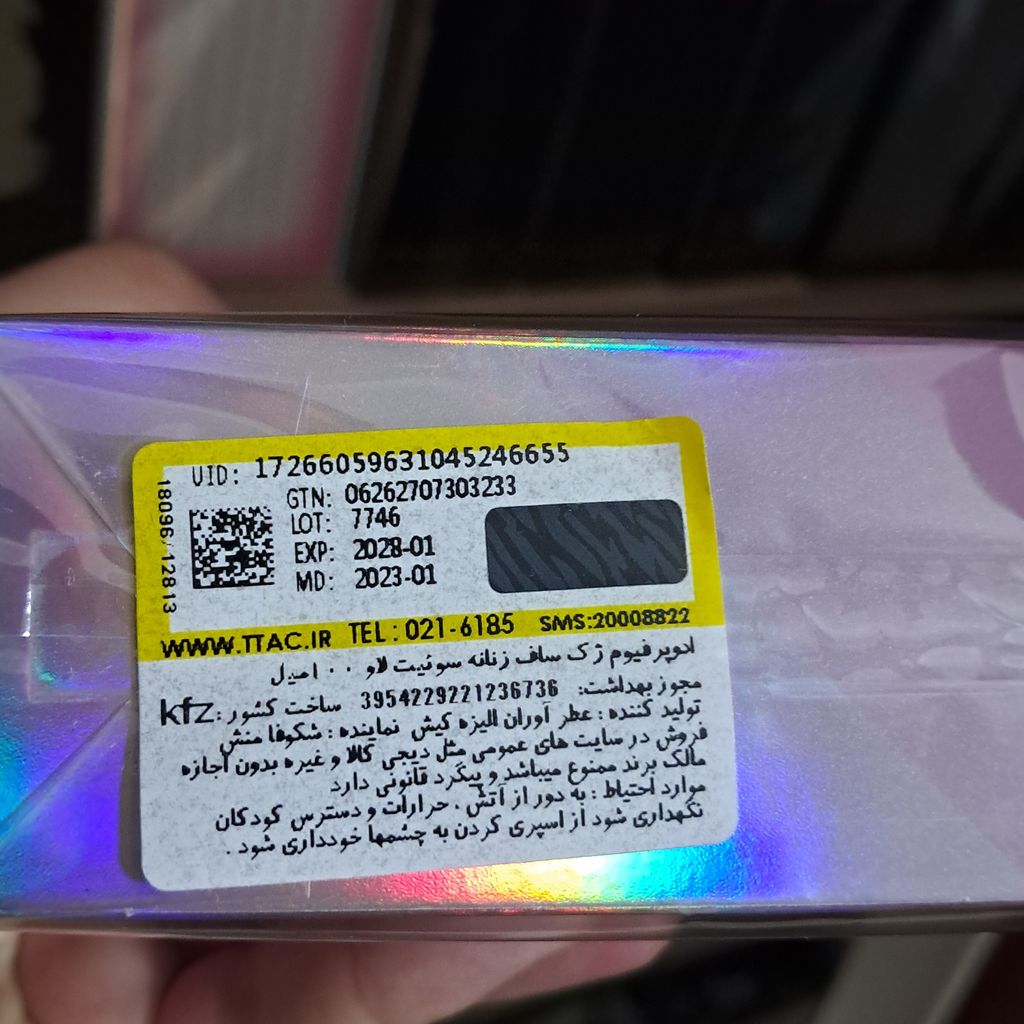 UID: 17266059631045246655
GTN: 06262707303233
LOT: 7746
EXP: 2028-01
MD: 2023-01
18096/12813
WWW.TTAC.IR TEL:021-6185 SMS:20008822
ادوپرفیوم ژک ساف زنانه سوئیت لاو ۱۰۰ میل
مجوز بهداشت: 3954229221236736 ساخت کشور: kfz
تولید کننده : عطر آوران الیزه کیش نماینده : شکوفا منش
فروش در سایت های عمومی مثل دیجی کالا و غیره بدون اجازه
مالک برند ممنوع میباشد و پیگرد قانونی دارد
موارد احتیاط : به دور از آتش ، حرارات و دسترس کودکان
نگهداری شود از اسپری کردن به چشمها خودداری شود .